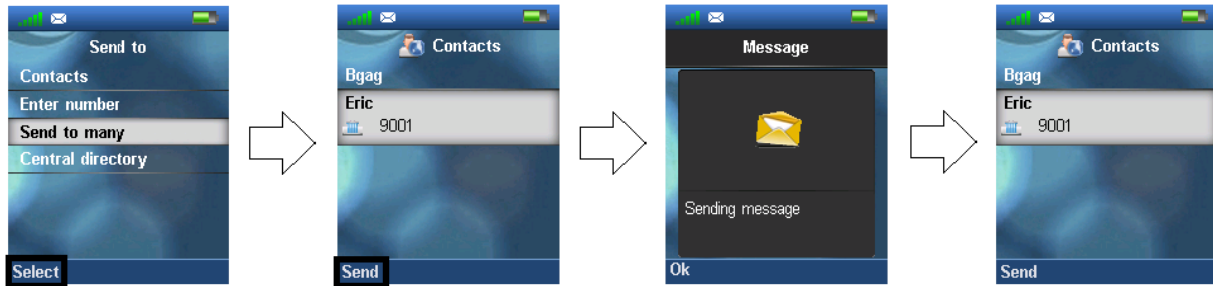 Send to
Contacts
Enter number
Send to many
Central directory
Select
Contacts
Bgag
Eric
9001
Send
Message
Sending message
Ok
Contacts
Bgag
Eric
9001
Send